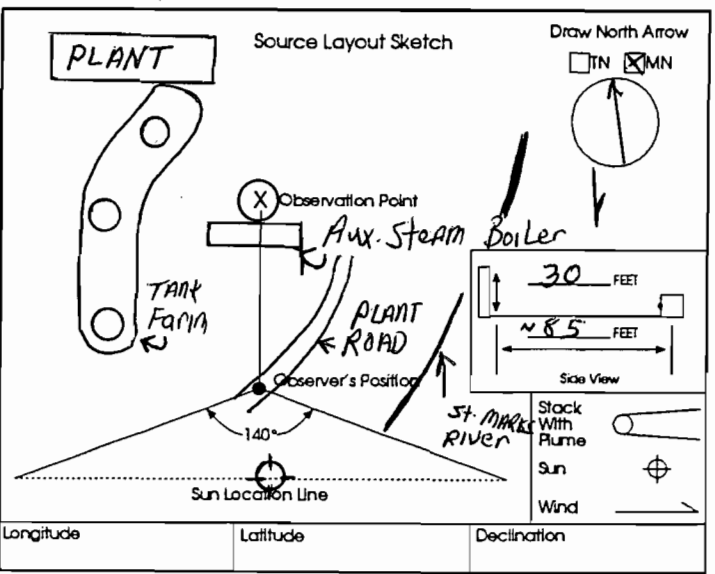 Source Layout Sketch
Draw North Arrow
TN X MN
PLANT
X Observation Point
Aux. Steam Boiler
TANK
Farm
PLANT
ROAD
30 FEET
~85 FEET
Side View
Observer's Position
St. MARKS
River
140°
Sun Location Line
Stack
With
Plume
Sun
Wind
Longitude
Latitude
Declination